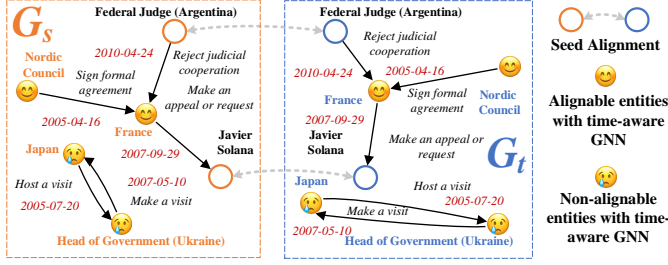 G_s
Federal Judge (Argentina)
Nordic
Council
2010-04-24
Reject judicial
cooperation
Sign formal
agreement
Make an
appeal or request
2005-04-16
France
Japan
2007-09-29
Javier
Solana
Host a visit
2007-05-10
2005-07-20
Make a visit
Head of Government (Ukraine)
Federal Judge (Argentina)
Reject judicial
cooperation
2010-04-24
2005-04-16
France
Sign formal
agreement
Nordic
Council
2007-09-29
Javier
Solana
Make an appeal or
request
G_t
Japan
Host a visit
2005-07-20
Make a visit
2007-05-10
Head of Government (Ukraine)
Seed Alignment
Alignable entities
with time-aware
GNN
Non-alignable
entities with time-
aware GNN